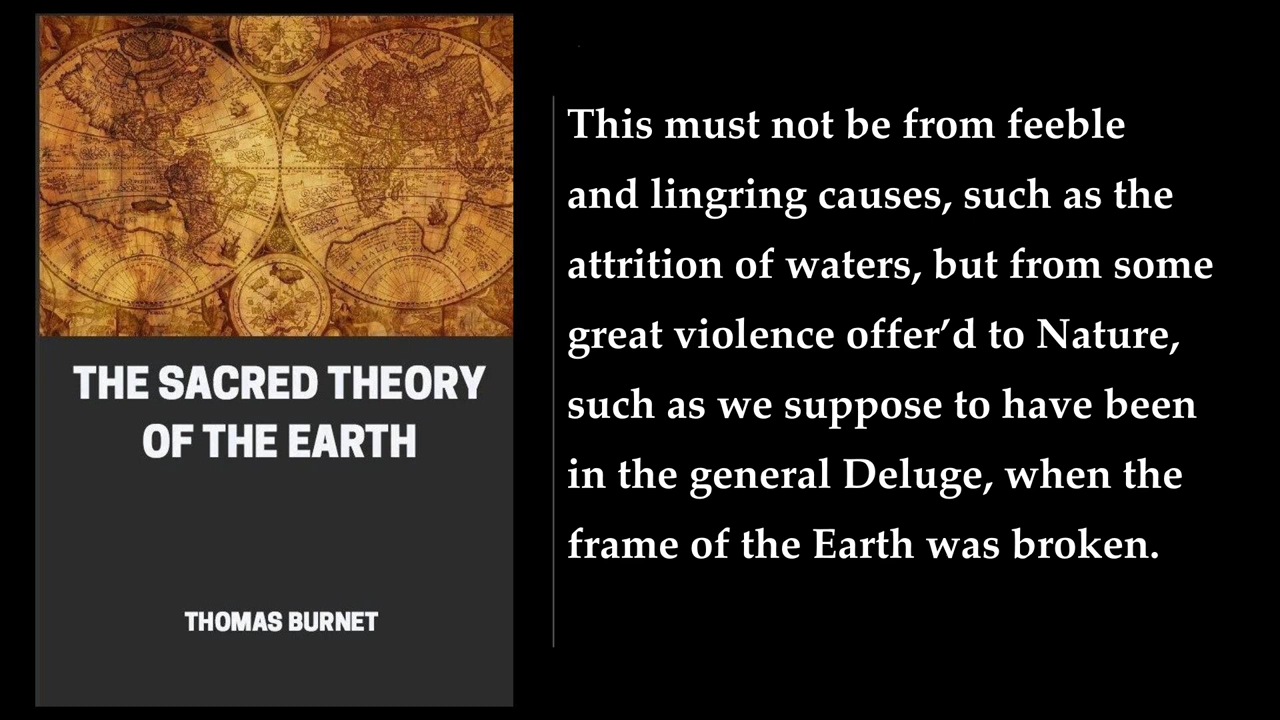 THE SACRED THEORY
OF THE EARTH
THOMAS BURNET
This must not be from feeble
and lingring causes, such as the
attrition of waters, but from some
great violence offer’d to Nature,
such as we suppose to have been
in the general Deluge, when the
frame of the Earth was broken.